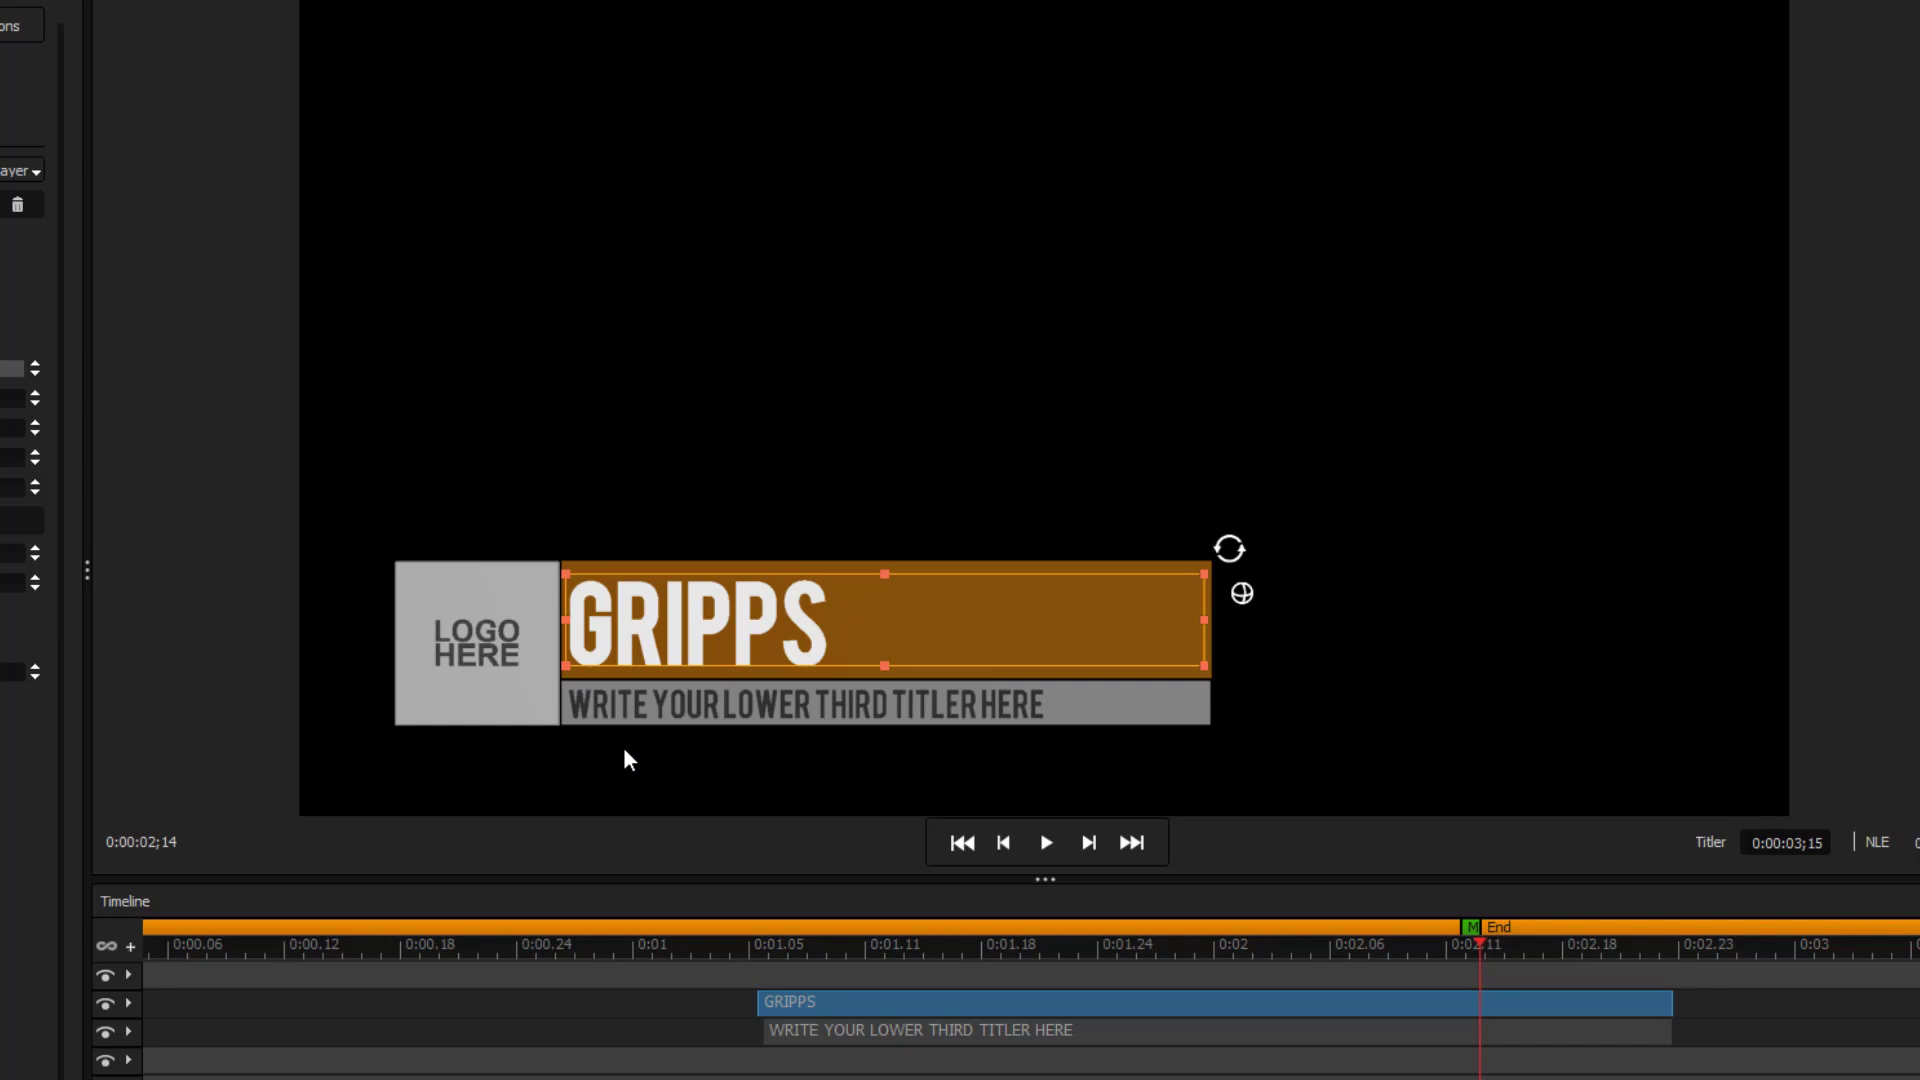 ons
ayer
LOGO
HERE
GRIPPS
WRITE YOUR LOWER THIRD TITLER HERE
0:00:02;14
Titler
0:00:03;15
NLE
Timeline
M
End
0:00.06
0:00.12
0:00.18
0:00.24
0:01
0:01.05
0:01.11
0:01.18
0:01.24
0:02
0:02.06
0:02.11
0:02.18
0:02.23
0:03
GRIPPS
WRITE YOUR LOWER THIRD TITLER HERE